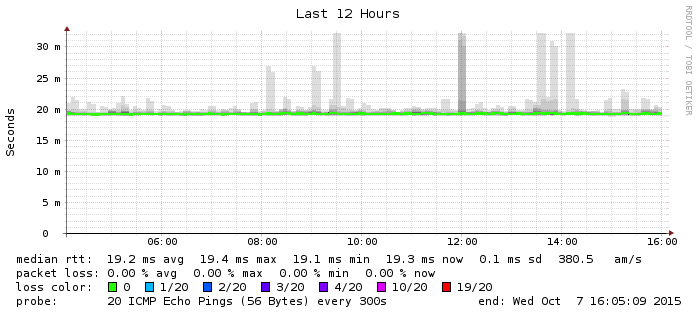 Last 12 Hours
RRDTOOL / TOBI OETIKER
Seconds
30 m
25 m
20 m
15 m
10 m
5 m
0
06:00 08:00 10:00 12:00 14:00 16:00
median rtt: 19.2 ms avg 19.4 ms max 19.1 ms min 19.3 ms now 0.1 ms sd 380.5 am/s
packet loss: 0.00 % avg 0.00 % max 0.00 % min 0.00 % now
loss color: 0 1/20 2/20 3/20 4/20 10/20 19/20
probe: 20 ICMP Echo Pings (56 Bytes) every 300s end: Wed Oct 7 16:05:09 2015